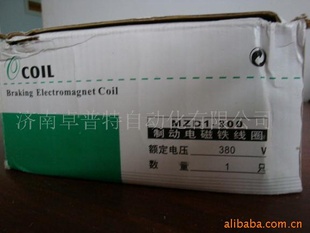 COIL
Braking Electromagnet Coil
济南卓普特自动化有限公司
MZD1-300
制动电磁铁线圈
额定电压 380 V
数量 1 只
alibaba.com.cn